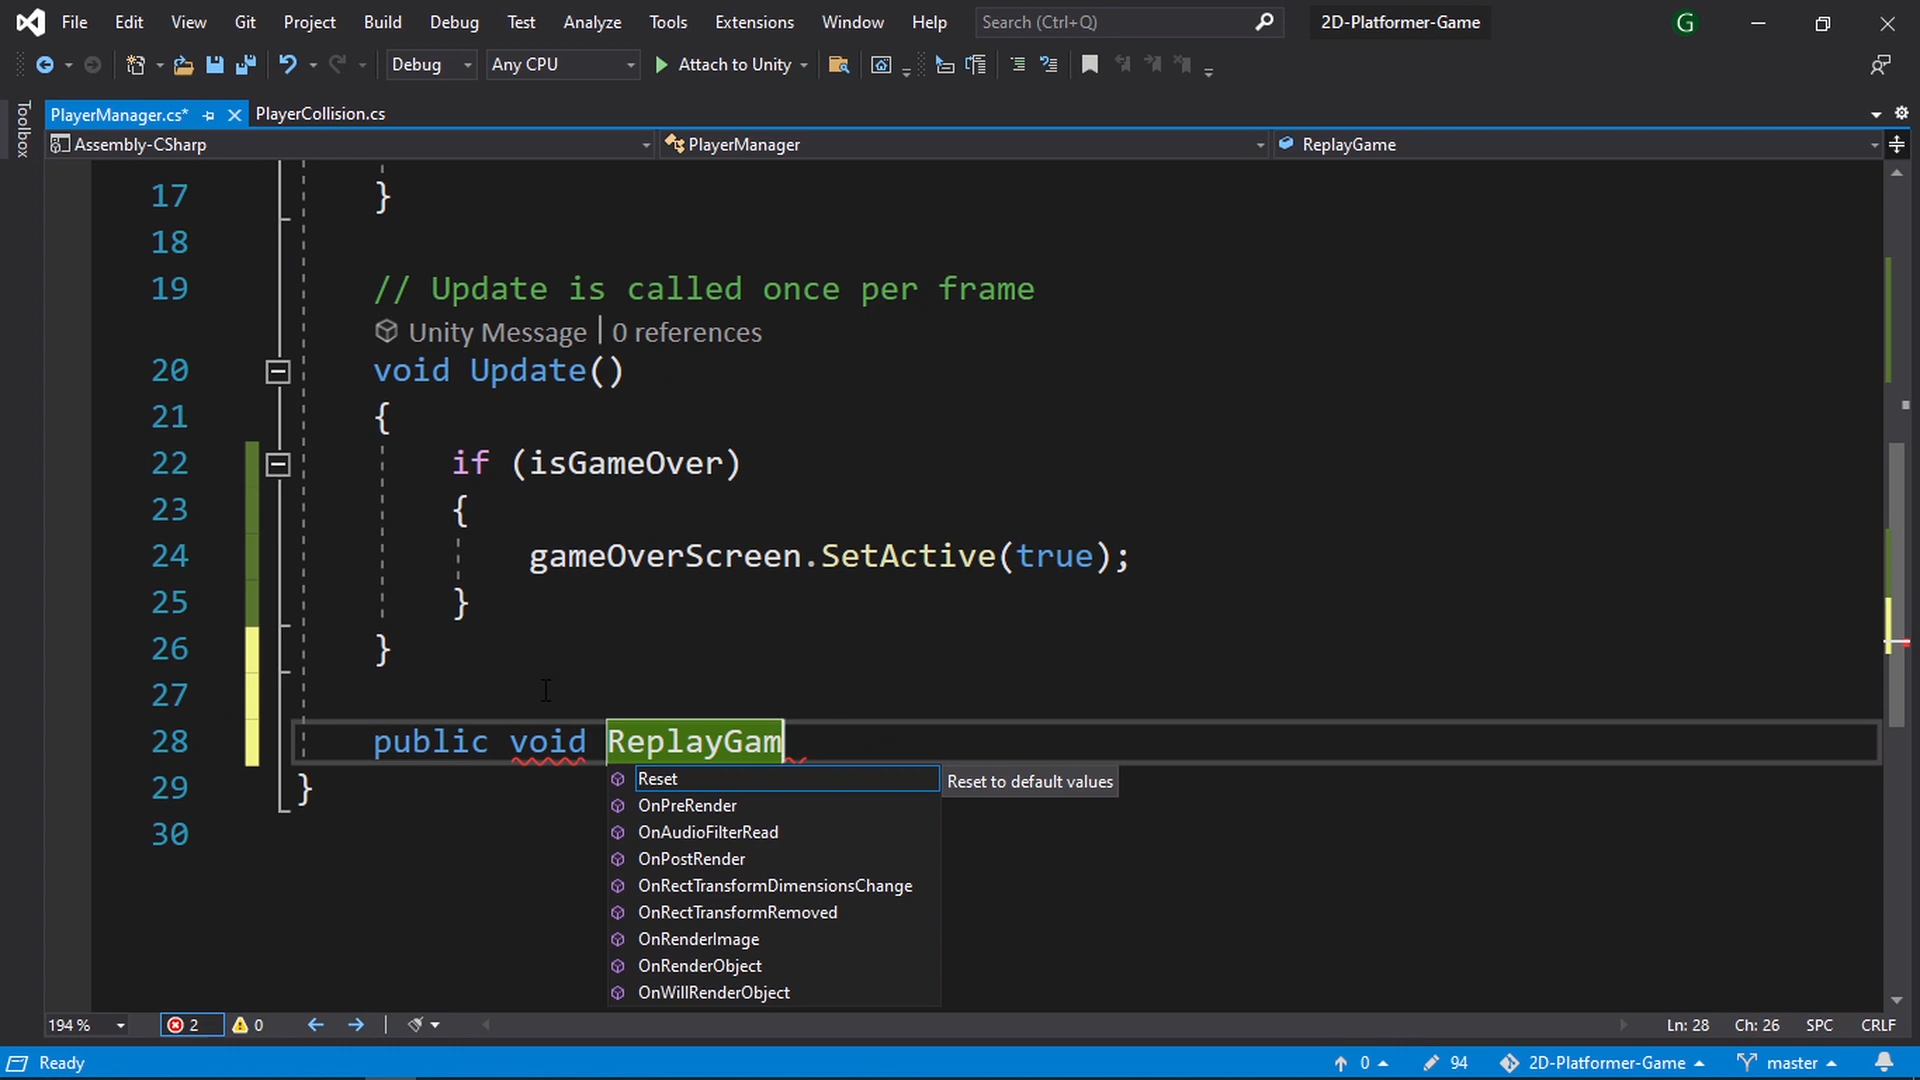 File Edit View Git Project Build Debug Test Analyze Tools Extensions Window Help Search (Ctrl+Q) 2D-Platformer-Game G
Debug Any CPU Attach to Unity
Toolbox
PlayerManager.cs* PlayerCollision.cs
Assembly-CSharp PlayerManager ReplayGame
17 }
18
19 // Update is called once per frame
Unity Message | 0 references
20 void Update()
21 {
22 if (isGameOver)
23 {
24 gameOverScreen.SetActive(true);
25 }
26 }
27
28 public void ReplayGam
29 }
30
Reset Reset to default values
OnPreRender
OnAudioFilterRead
OnPostRender
OnRectTransformDimensionsChange
OnRectTransformRemoved
OnRenderImage
OnRenderObject
OnWillRenderObject
194 % 2 0 Ln: 28 Ch: 26 SPC CRLF
Ready 0 94 2D-Platformer-Game master